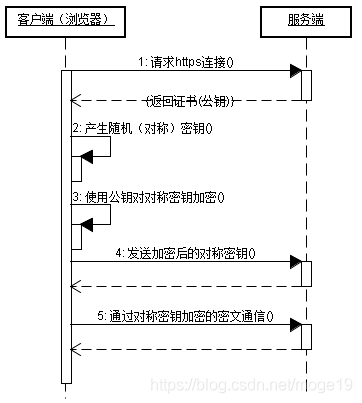 客户端（浏览器）
服务端
1: 请求https连接()
(返回证书(公钥))
2: 产生随机（对称）密钥()
3: 使用公钥对对称密钥加密()
4: 发送加密后的对称密钥()
5: 通过对称密钥加密的密文通信()
https://blog.csdn.net/moge19